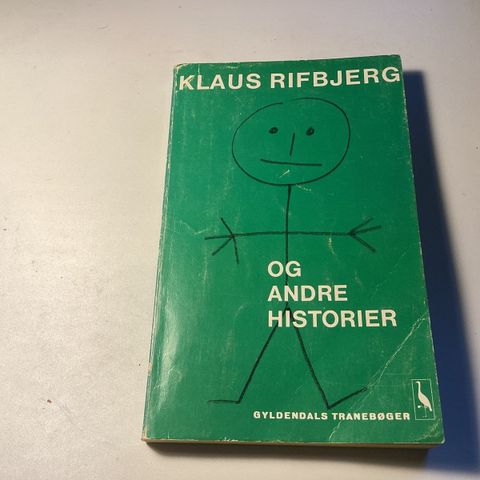 KLAUS RIFBJERG
OG
ANDRE
HISTORIER
GYLDENDALS TRANEBØGER